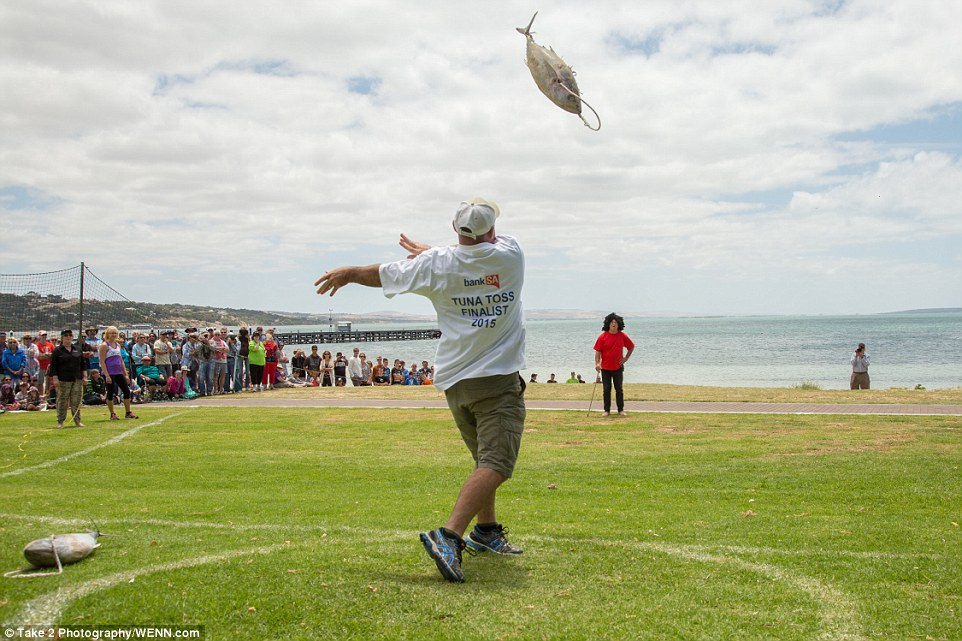 bankSA
TUNA TOSS
FINALIST
2015
© Take 2 Photography/WENN.com